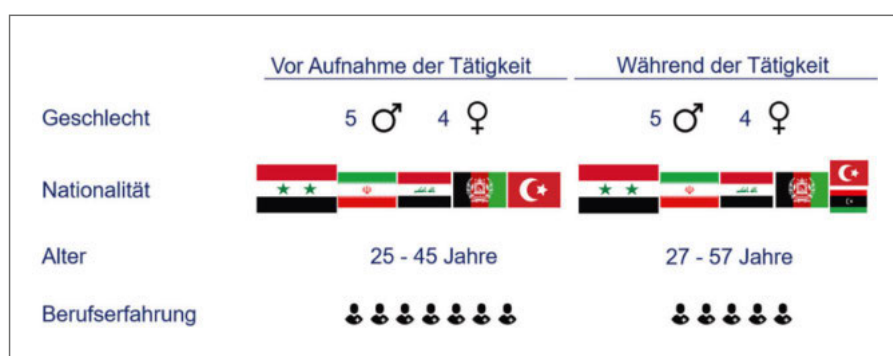 Vor Aufnahme der Tätigkeit Während der Tätigkeit
Geschlecht 5 4 5 4
Nationalität
Alter 25 - 45 Jahre 27 - 57 Jahre
Berufserfahrung